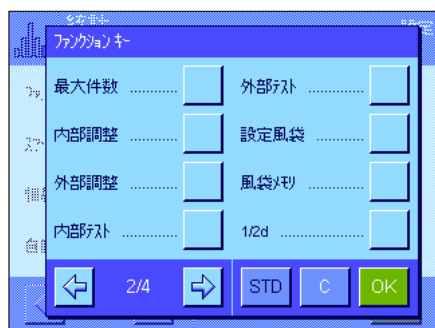 統計
ファンクション キー
最大件数 ............
外部テスト ............
内部調整 ............
設定風袋 ............
外部調整 ............
風袋メモリ ............
内部テスト ............
1/2d ............
2/4
STD
C
OK